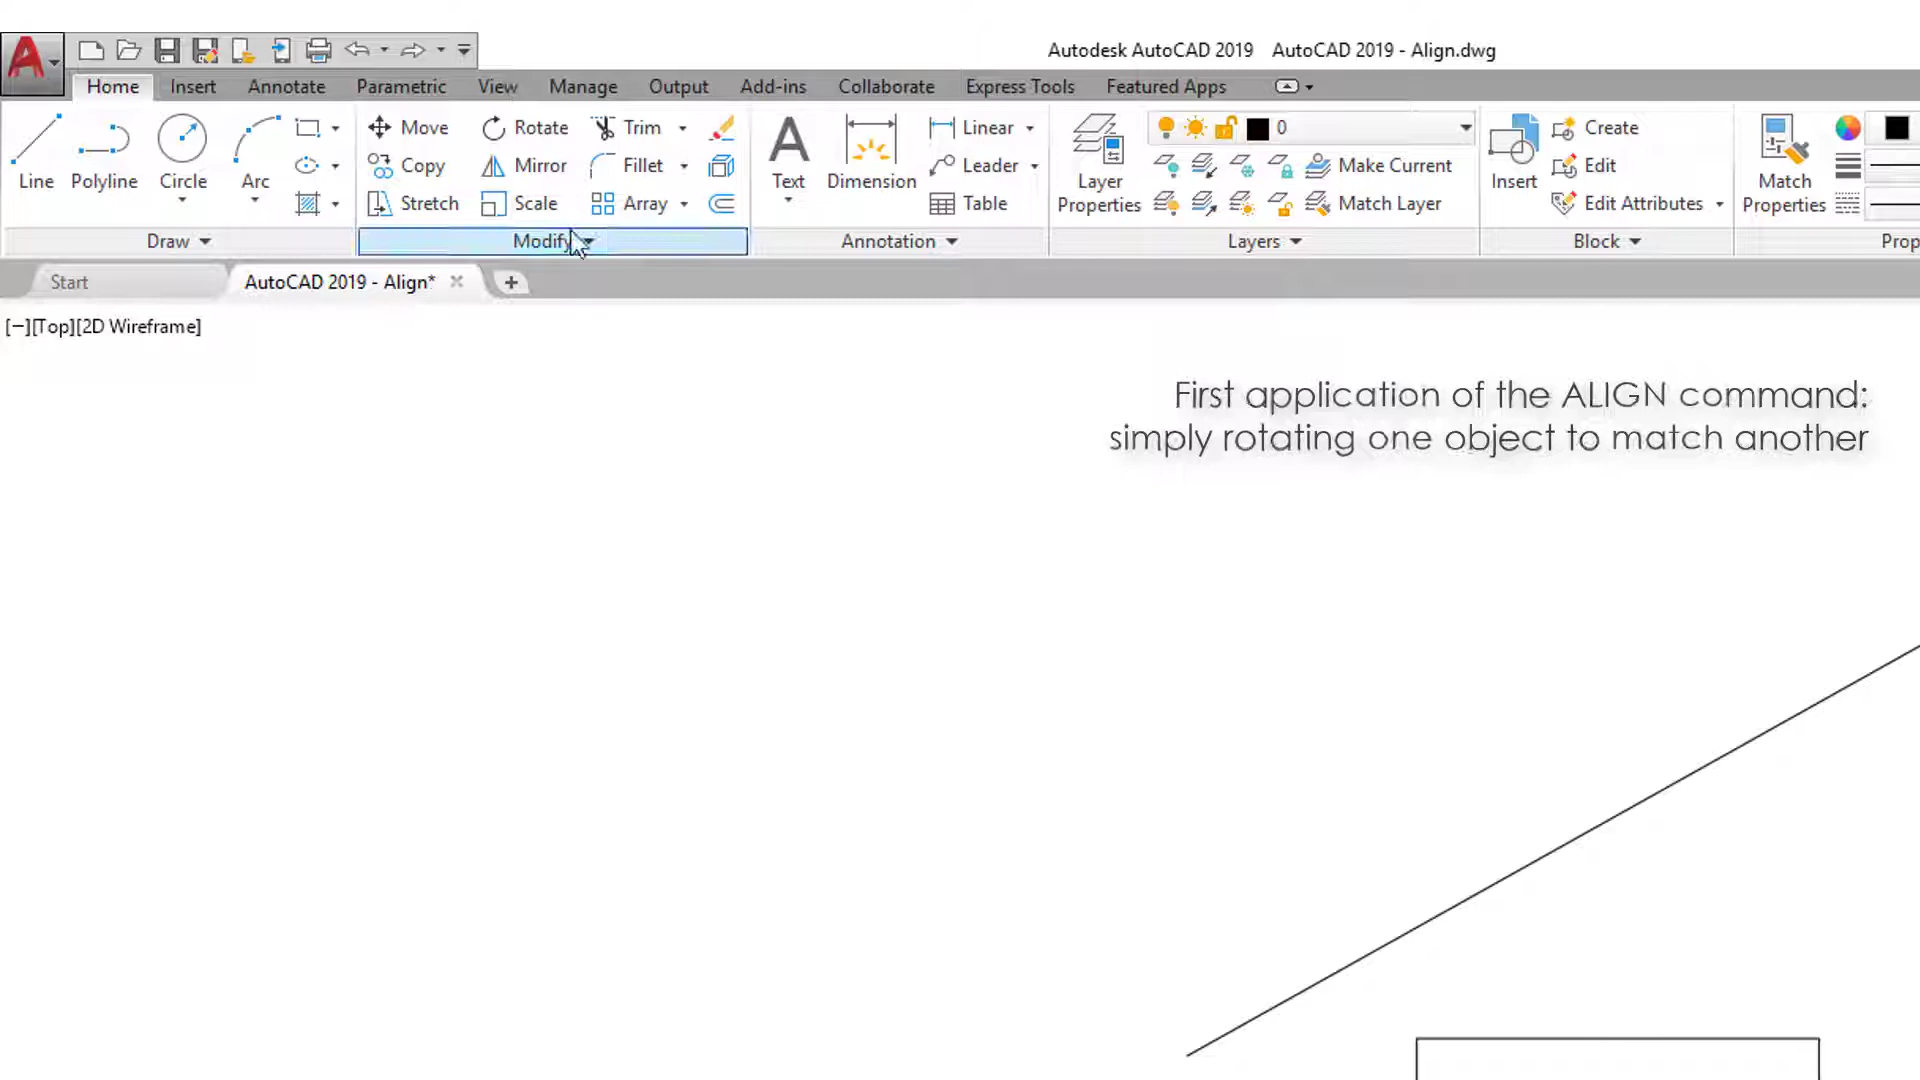 Autodesk AutoCAD 2019 AutoCAD 2019 - Align.dwg
Home Insert Annotate Parametric View Manage Output Add-ins Collaborate Express Tools Featured Apps
Line Polyline Circle Arc
Move Rotate Trim
Copy Mirror Fillet
Stretch Scale Array
Text Dimension
Linear
Leader
Table
Layer
Properties
0
Make Current
Match Layer
Insert
Create
Edit
Edit Attributes
Match
Properties
Draw Modify Annotation Layers Block Prop
Start AutoCAD 2019 - Align*
[−][Top][2D Wireframe]
First application of the ALIGN command:
simply rotating one object to match another